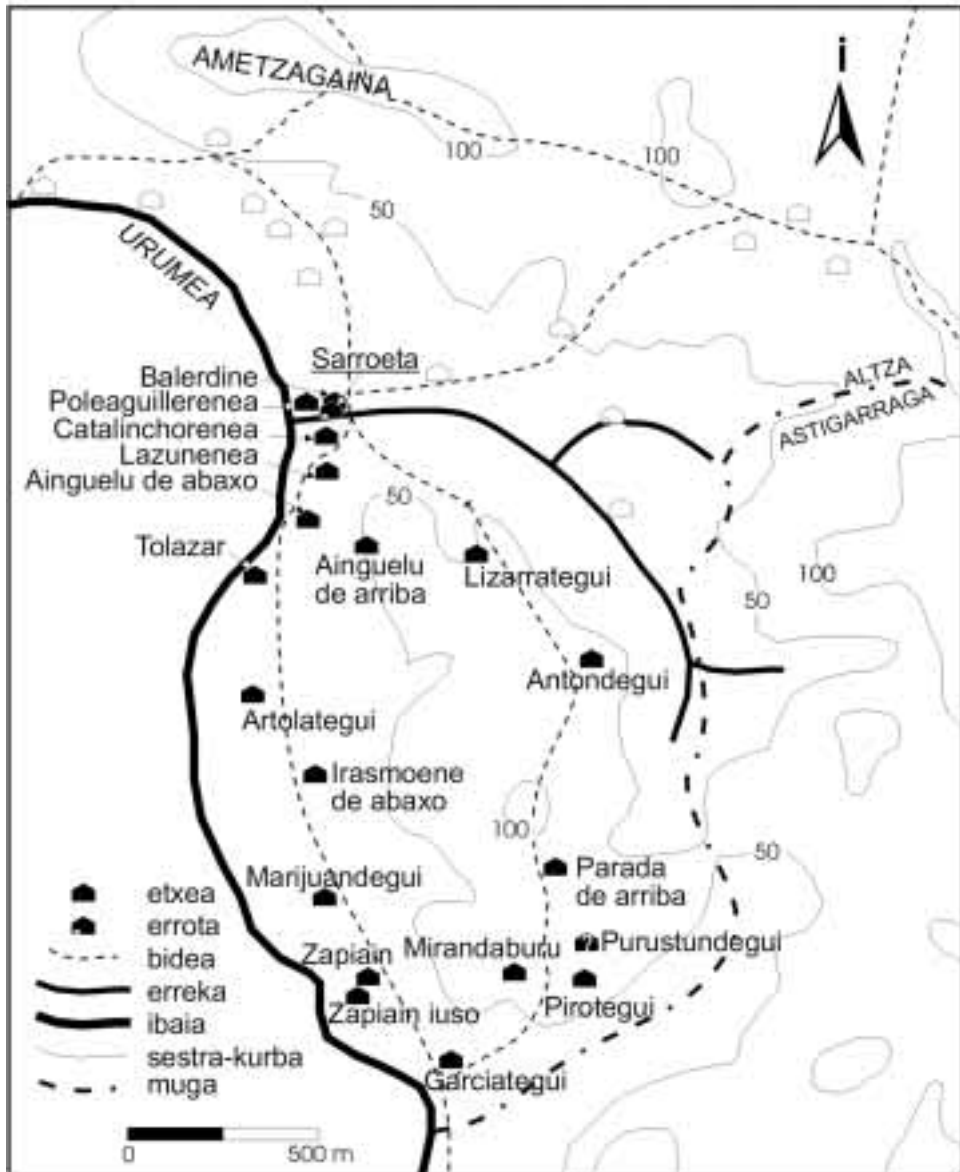 AMETZAGAINA
i
100
100
50
URUMEA
Sarroeta
Balerdine
Poleaguillerenea
Catalinchorenea
Lazunenea
Ainguelu de abaxo
ALTZA
ASTIGARRAGA
50
Tolazar
Ainguelu
de arriba
Lizarrategui
100
50
Antondegui
Artolategui
Irasmoene
de abaxo
100
50
Parada
de arriba
Marijuandegui
etxea
errota
bidea
erreka
ibaia
sestra-kurba
muga
Zapiain
Mirandaburu
Purustundegui
Zapiain iuso
Pirotegui
Garciategui
0
500 m